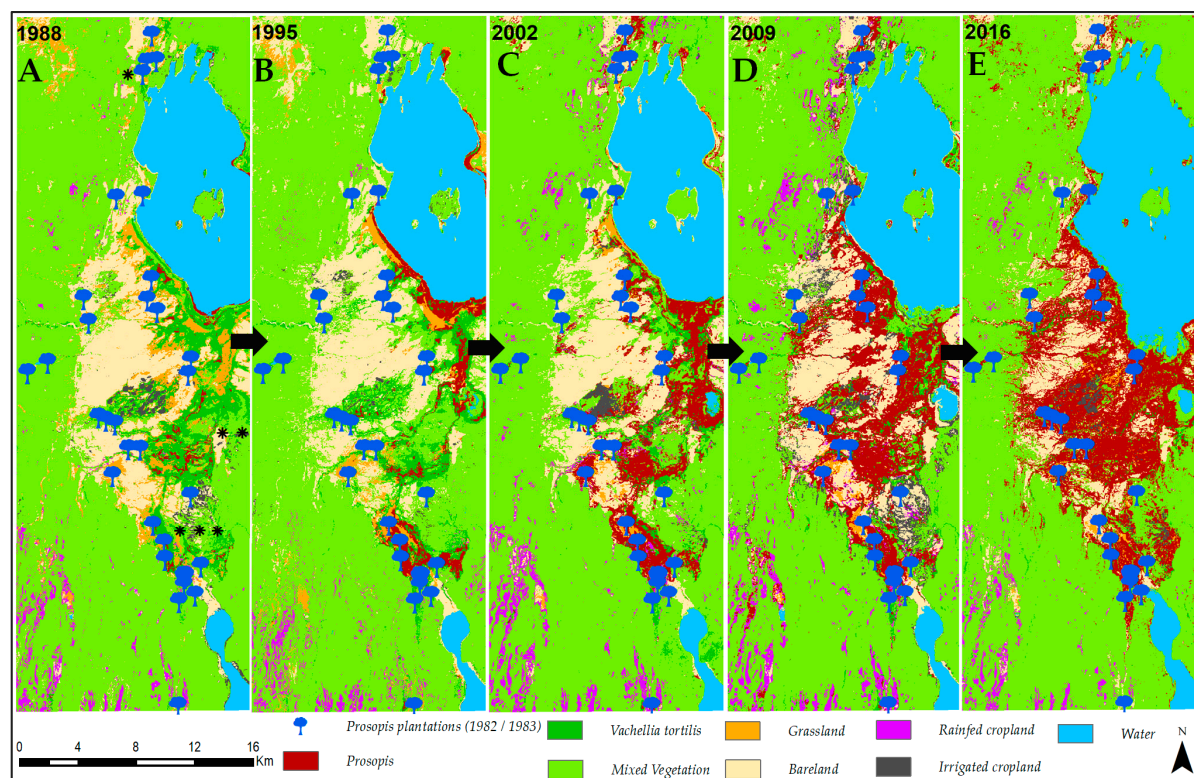 1988 1995 2002 2009 2016
A B C D E
Prosopis plantations (1982 / 1983) Vachellia tortilis Grassland Rainfed cropland Water N
0 4 8 12 16
Km
Prosopis Mixed Vegetation Bareland Irrigated cropland